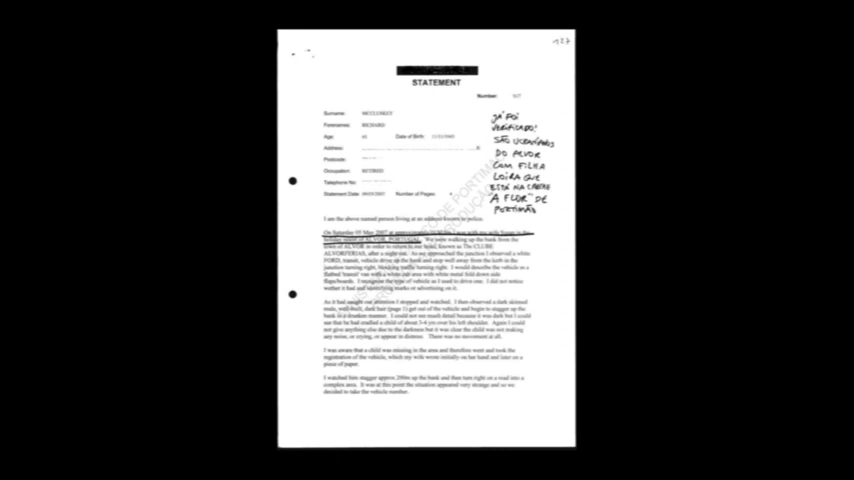 127
STATEMENT
Number: 927
Surname: MCCLUSKEY
Forenames: RICHARD
Age: Date of Birth:
Address:
Postcode:
Occupation: RETIRED
Telephone No:
Statement Date: Number of Pages: 4
JÁ FOI
VERIFICADO!
SÃO UCRANIANOS
DO ALVOR
COM FILHA
LOIRA QUE
ESTÁ NA CRECHE
"A FLOR" DE
PORTIMÃO
I am the above named person living at an address known to police.
On Saturday 05 May 2007 at approximately I was with my wife in the
holiday resort of ALVOR, PORTUGAL. We were walking up the bank from the
town of ALVOR in order to return to our hotel, known as The CLUBE
ALVORFERIAS, after a night out. As we approached the junction I observed a white
FORD, transit, vehicle drive up the bank and stop well away from the kerb in the
junction turning right, blocking traffic turning right. I would describe the vehicle as a
flatbed 'transit' van with a white with white metal fold down side
flaps/boards. I recognise the type of vehicle as I used to drive one. I did not notice
wether it had and identifying marks or advertising on it.
As it had caught our attention I stopped and watched. I then observed a dark skinned
male, well built, dark hair (page 1) get out of the vehicle and begin to stagger up the
bank in a drunken manner. I could not see much detail because it was dark but I could
see that he had cradled a child of about 3-4 yrs over his left shoulder. Again I could
not give anything else due to the darkness but it was clear the child was not making
any noise, or crying, or appear in distress. There was no movement at all.
I was aware that a child was missing in the area and therefore went and took the
registration of the vehicle, which my wife wrote initially on her hand and later on a
piece of paper.
I watched him stagger approx 200m up the bank and then turn right on a road into a
complex area. It was at this point the situation appeared very strange and so we
decided to take the vehicle number.